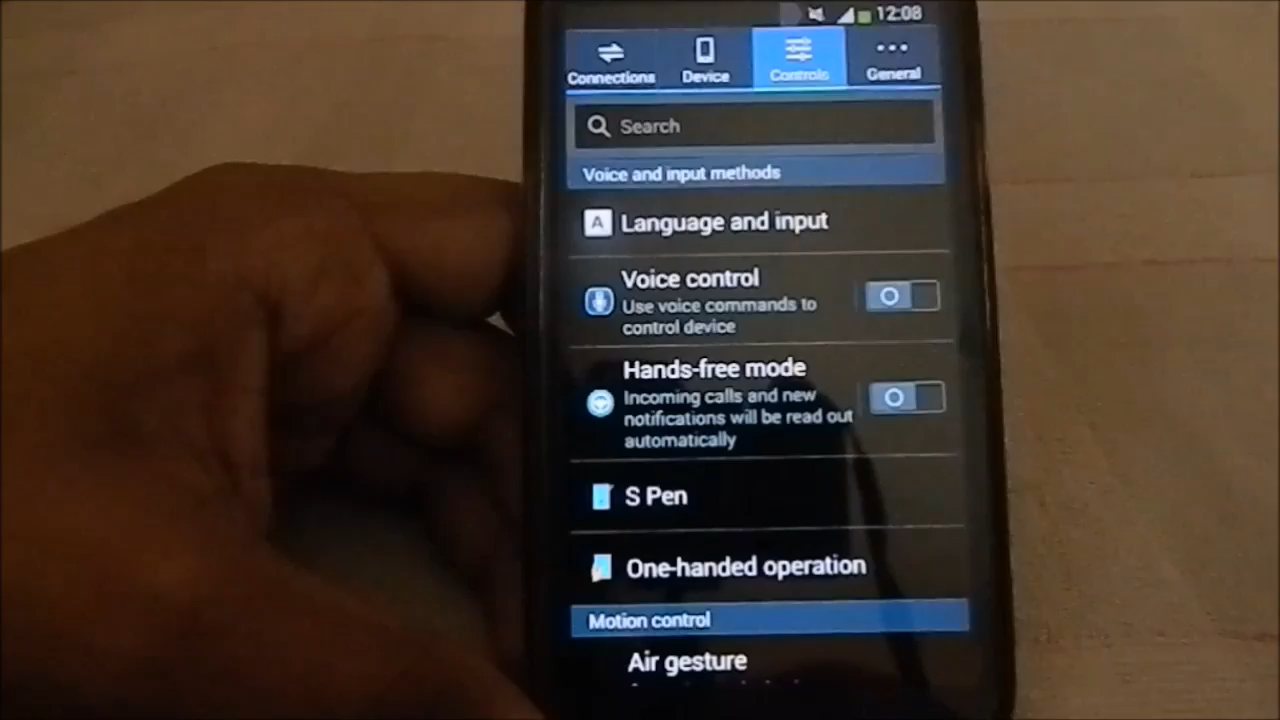 12:08
Connections Device Controls General
Search
Voice and input methods
A Language and input
Voice control
Use voice commands to
control device
Hands-free mode
Incoming calls and new
notifications will be read out
automatically
S Pen
One-handed operation
Motion control
Air gesture